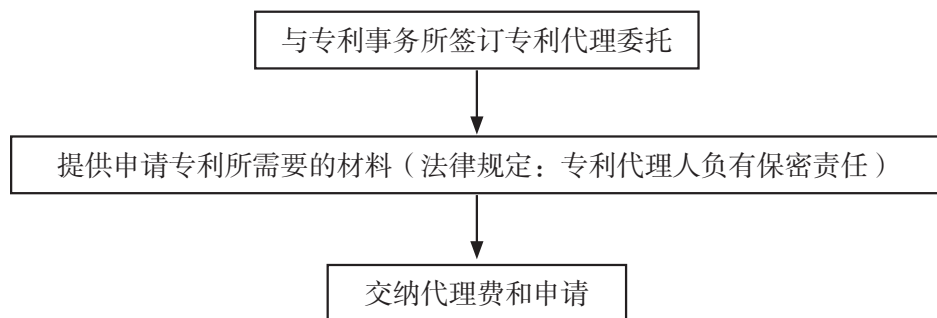 与专利事务所签订专利代理委托
提供申请专利所需要的材料（法律规定：专利代理人负有保密责任）
交纳代理费和申请